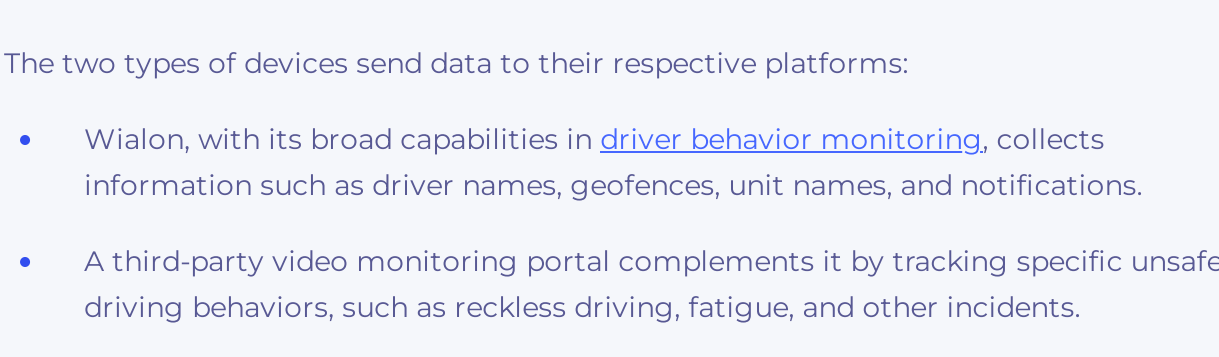 The two types of devices send data to their respective platforms:
Wialon, with its broad capabilities in driver behavior monitoring, collects
information such as driver names, geofences, unit names, and notifications.
A third-party video monitoring portal complements it by tracking specific unsafe
driving behaviors, such as reckless driving, fatigue, and other incidents.